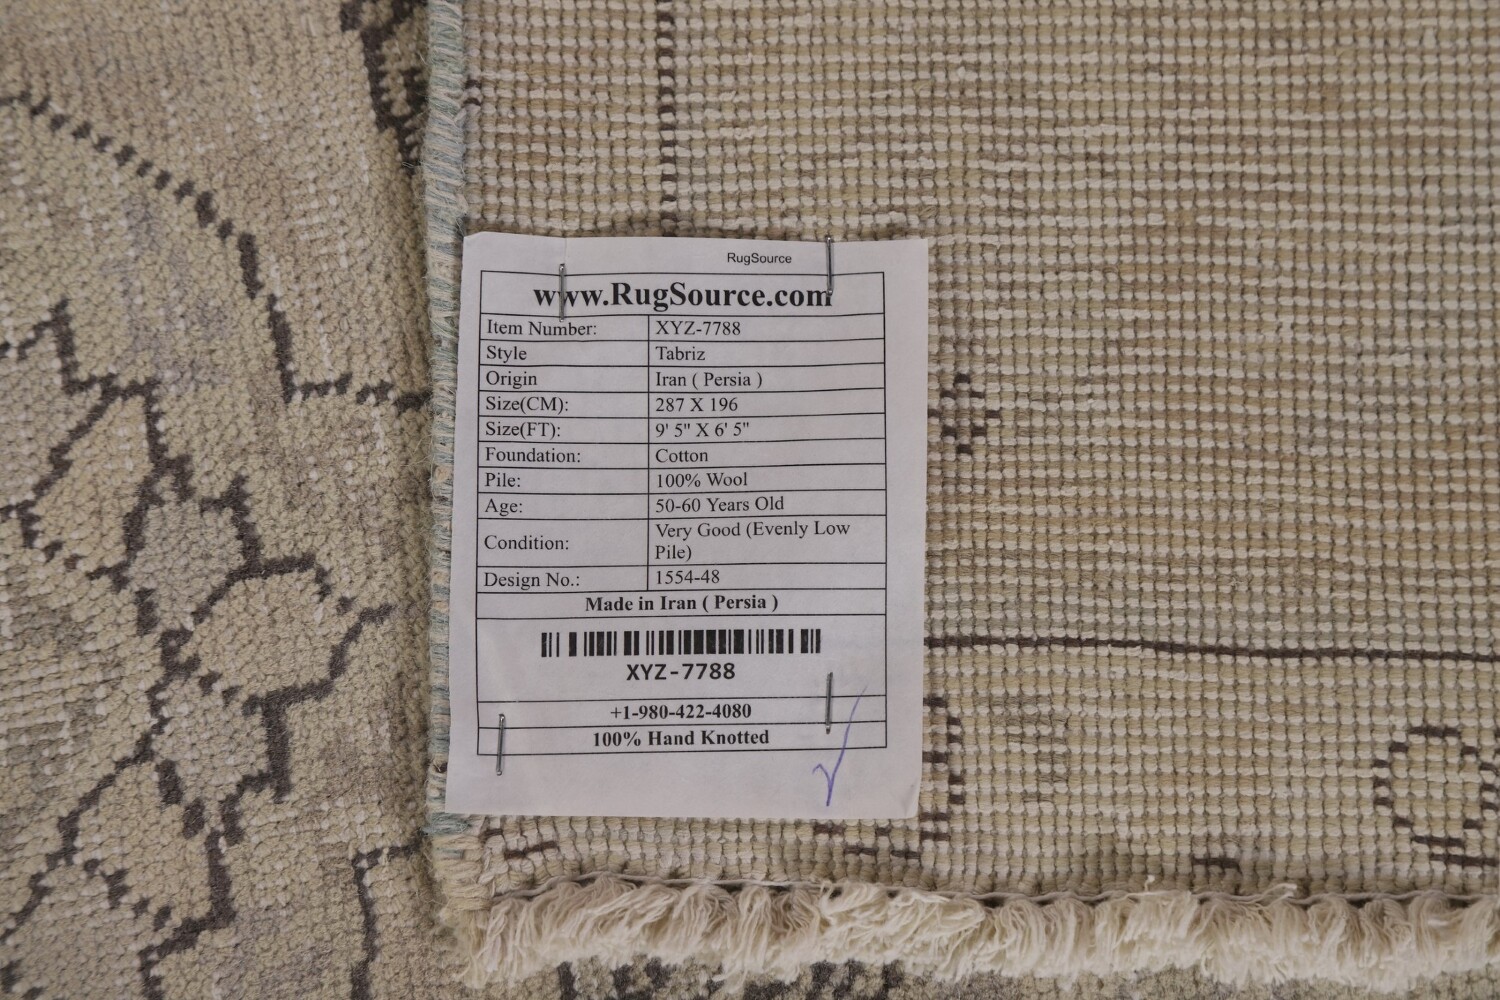 RugSource
www.RugSource.com
Item Number: XYZ-7788
Style Tabriz
Origin Iran ( Persia )
Size(CM): 287 X 196
Size(FT): 9' 5" X 6' 5"
Foundation: Cotton
Pile: 100% Wool
Age: 50-60 Years Old
Condition: Very Good (Evenly Low
Pile)
Design No.: 1554-48
Made in Iran ( Persia )
XYZ-7788
+1-980-422-4080
100% Hand Knotted